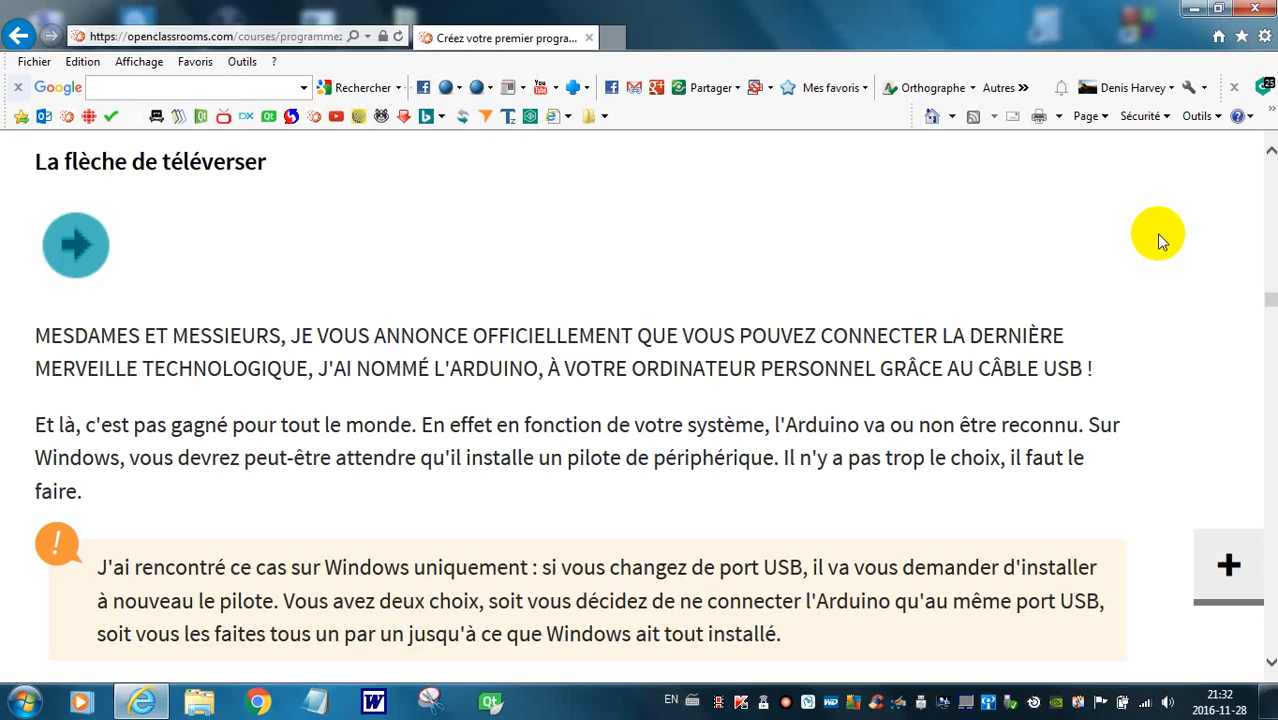 https://openclassrooms.com/courses/programmez
Créez votre premier progra...
Fichier Edition Affichage Favoris Outils ?
Google Rechercher Partager Mes favoris Orthographe Autres Denis Harvey 25
DX Qt Page Sécurité Outils
La flèche de téléverser
MESDAMES ET MESSIEURS, JE VOUS ANNONCE OFFICIELLEMENT QUE VOUS POUVEZ CONNECTER LA DERNIÈRE
MERVEILLE TECHNOLOGIQUE, J'AI NOMMÉ L'ARDUINO, À VOTRE ORDINATEUR PERSONNEL GRÂCE AU CÂBLE USB !
Et là, c'est pas gagné pour tout le monde. En effet en fonction de votre système, l'Arduino va ou non être reconnu. Sur
Windows, vous devrez peut-être attendre qu'il installe un pilote de périphérique. Il n'y a pas trop le choix, il faut le
faire.
J'ai rencontré ce cas sur Windows uniquement : si vous changez de port USB, il va vous demander d'installer
à nouveau le pilote. Vous avez deux choix, soit vous décidez de ne connecter l'Arduino qu'au même port USB,
soit vous les faites tous un par un jusqu'à ce que Windows ait tout installé.
EN
21:32
2016-11-28